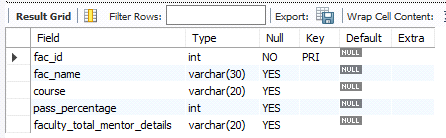 Result Grid Filter Rows: Export: Wrap Cell Content:
Field Type Null Key Default Extra
fac_id int NO PRI NULL
fac_name varchar(30) YES NULL
course varchar(20) YES NULL
pass_percentage int YES NULL
faculty_total_mentor_details varchar(20) YES NULL